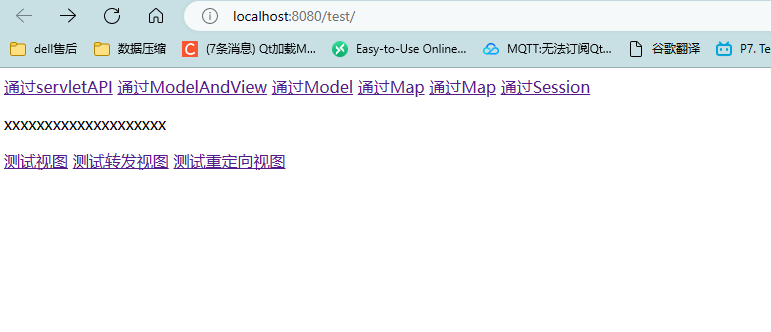 localhost:8080/test/
dell售后 数据压缩 C (7条消息) Qt加载M... Easy-to-Use Online... MQTT:无法订阅Qt... 谷歌翻译 P7. Te
通过servletAPI 通过ModelAndView 通过Model 通过Map 通过Map 通过Session
xxxxxxxxxxxxxxxxxxxx
测试视图 测试转发视图 测试重定向视图